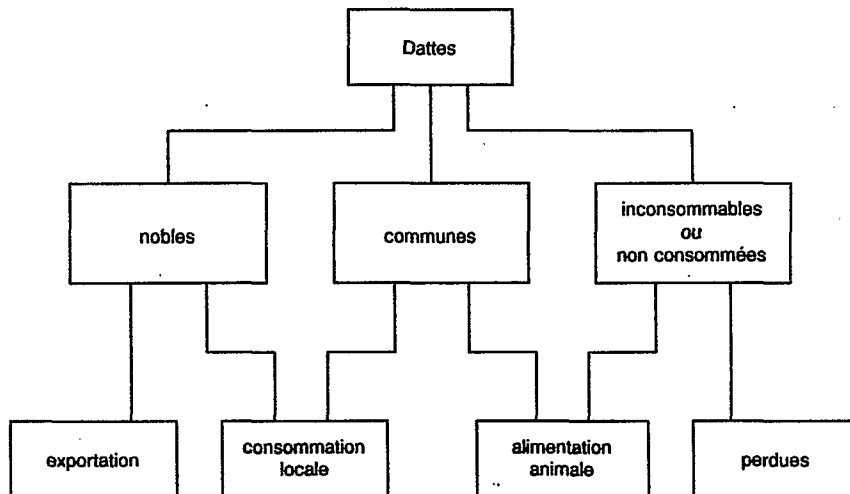 Dattes
nobles
communes
inconsommables
ou
non consommées
exportation
consommation
locale
alimentation
animale
perdues